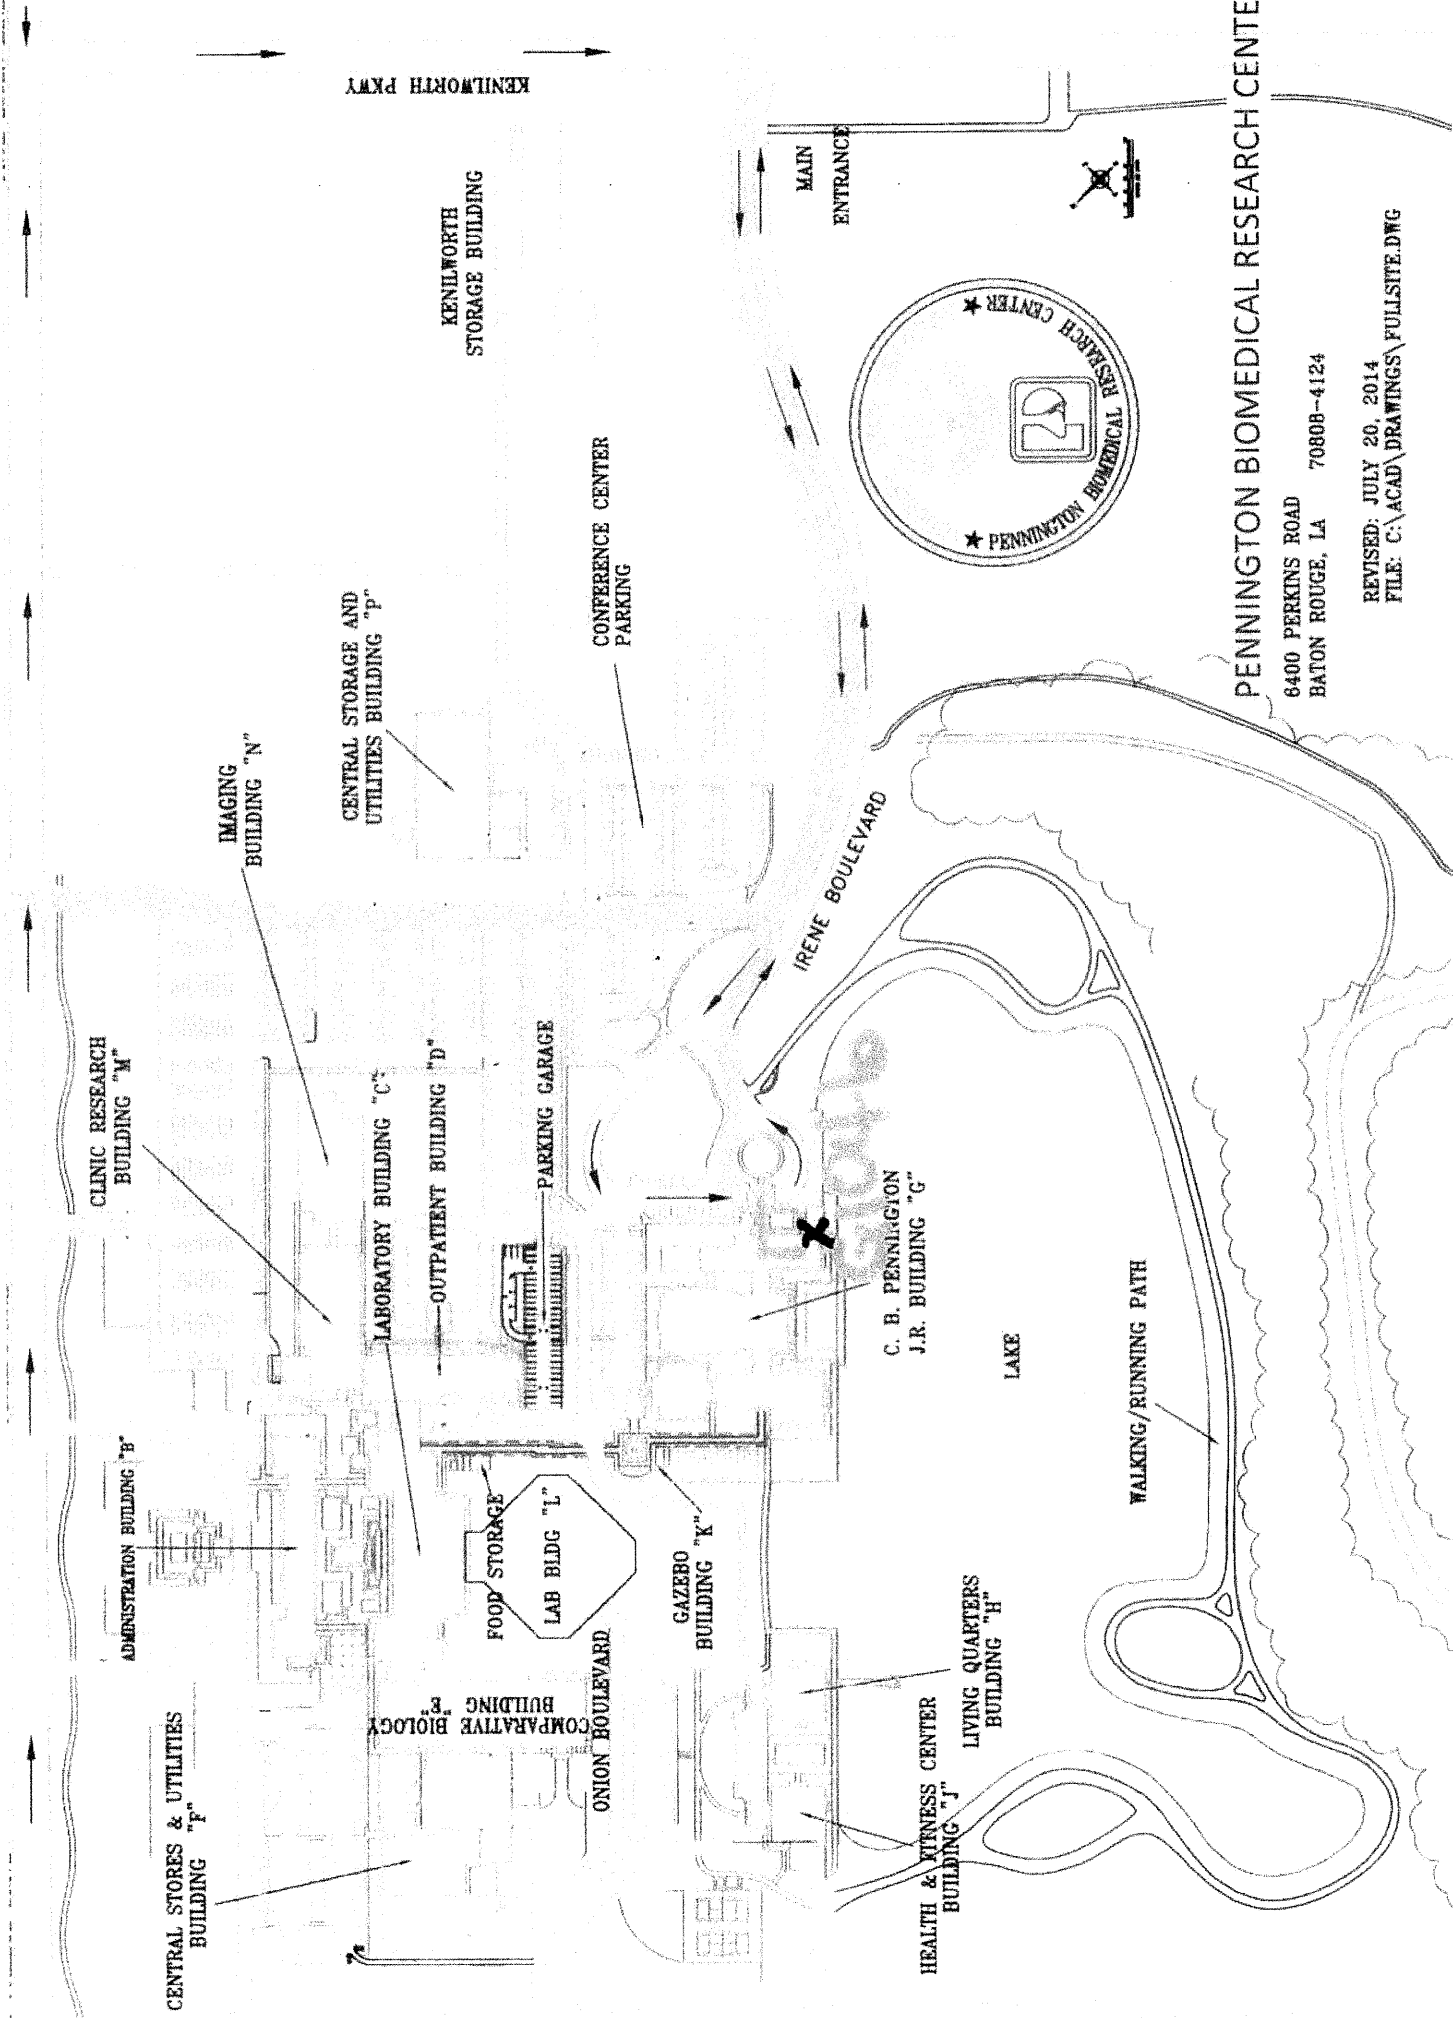 KENILWORTH PKWY
KENILWORTH
STORAGE BUILDING
MAIN
ENTRANCE
CENTRAL STORAGE AND
UTILITIES BUILDING "P"
CONFERENCE CENTER
PARKING
IMAGING
BUILDING "N"
CLINIC RESEARCH
BUILDING "M"
LABORATORY BUILDING "C"
OUTPATIENT BUILDING "D"
PARKING GARAGE
IRENE BOULEVARD
ADMINISTRATION BUILDING "B"
FOOD STORAGE
LAB BLDG "L"
GAZEBO
BUILDING "K"
C. B. PENNINGTON
J.R. BUILDING "G"
LAKE
WALKING/RUNNING PATH
CENTRAL STORES & UTILITIES
BUILDING "F"
COMPARATIVE BIOLOGY
BUILDING "E"
ONION BOULEVARD
LIVING QUARTERS
BUILDING "H"
HEALTH & FITNESS CENTER
BUILDING "J"
★ PENNINGTON BIOMEDICAL RESEARCH CENTER ★
PENNINGTON BIOMEDICAL RESEARCH CENTE
6400 PERKINS ROAD
BATON ROUGE, LA 70808-4124
REVISED: JULY 20, 2014
FILE: C:\ACAD\DRAWINGS\FULLSITE.DWG